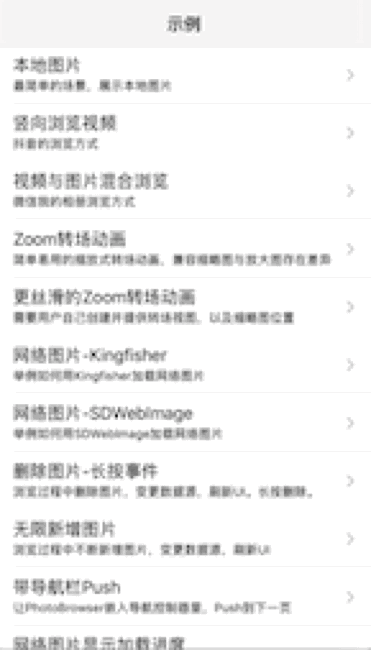 示例
本地图片
最简单的场景，展示本地图片
竖向浏览视频
抖音的浏览方式
视频与图片混合浏览
微信我的相册浏览方式
Zoom转场动画
简单易用的缩放式转场动画，兼容缩略图与放大图存在差异
更丝滑的Zoom转场动画
需要用户自己创建并提供转场视图，以及缩略图位置
网络图片-Kingfisher
举例如何用Kingfisher加载网络图片
网络图片-SDWebImage
举例如何用SDWebImage加载网络图片
删除图片-长按事件
浏览过程中删除图片，变更数据源，刷新UI。长按删除。
无限新增图片
浏览过程中不断新增图片，变更数据源，刷新UI
带导航栏Push
让PhotoBrowser嵌入导航控制器里，Push到下一页
网络图片显示加载进度